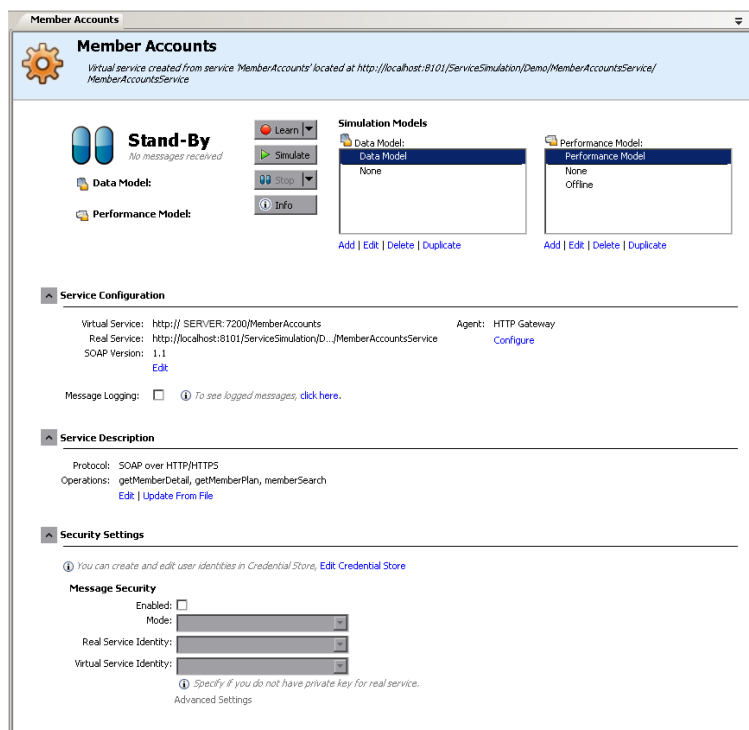 Member Accounts
Member Accounts
Virtual service created from service 'MemberAccounts' located at http://localhost:8101/ServiceSimulation/Demo/MemberAccountsService/
MemberAccountsService
Stand-By
No messages received
Data Model:
Performance Model:
Learn
Simulate
Stop
Info
Simulation Models
Data Model:
Data Model
None
Add | Edit | Delete | Duplicate
Performance Model:
Performance Model
None
Offline
Add | Edit | Delete | Duplicate
Service Configuration
Virtual Service: http:// SERVER:7200/MemberAccounts
Agent: HTTP Gateway
Real Service: http://localhost:8101/ServiceSimulation/D.../MemberAccountsService
Configure
SOAP Version: 1.1
Edit
Message Logging: To see logged messages, click here.
Service Description
Protocol: SOAP over HTTP/HTTPS
Operations: getMemberDetail, getMemberPlan, memberSearch
Edit | Update From File
Security Settings
You can create and edit user identities in Credential Store, Edit Credential Store
Message Security
Enabled:
Mode:
Real Service Identity:
Virtual Service Identity:
Specify if you do not have private key for real service.
Advanced Settings